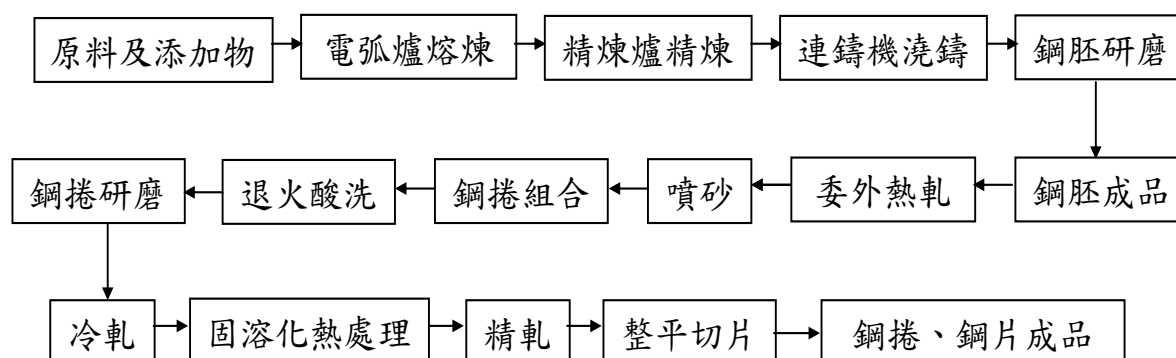 原料及添加物 電弧爐熔煉 精煉爐精煉 連鑄機澆鑄 鋼胚研磨
鋼捲研磨 退火酸洗 鋼捲組合 噴砂 委外熱軋 鋼胚成品
冷軋 固溶化熱處理 精軋 整平切片 鋼捲、鋼片成品